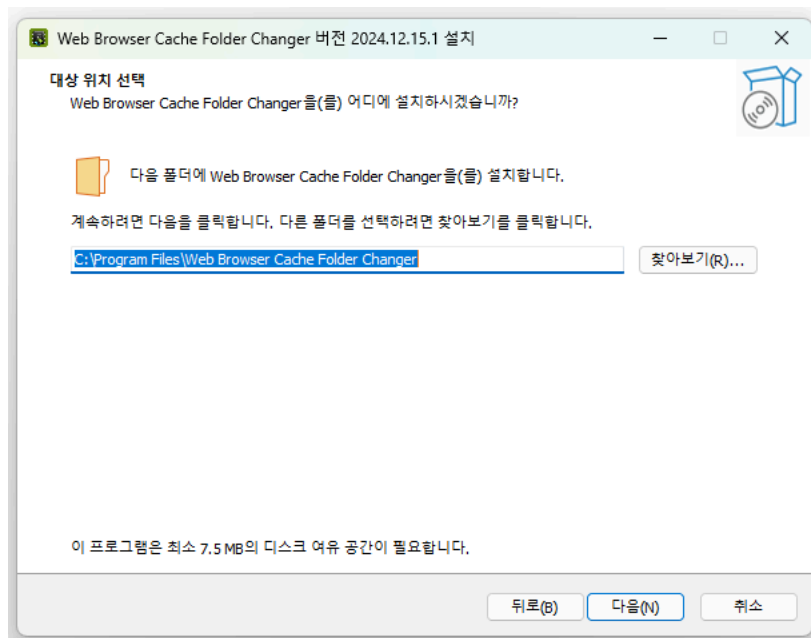 Web Browser Cache Folder Changer 버전 2024.12.15.1 설치
대상 위치 선택
Web Browser Cache Folder Changer을(를) 어디에 설치하시겠습니까?
다음 폴더에 Web Browser Cache Folder Changer을(를) 설치합니다.
계속하려면 다음을 클릭합니다. 다른 폴더를 선택하려면 찾아보기를 클릭합니다.
C:\Program Files\Web Browser Cache Folder Changer
찾아보기(R)...
이 프로그램은 최소 7.5 MB의 디스크 여유 공간이 필요합니다.
뒤로(B)
다음(N)
취소